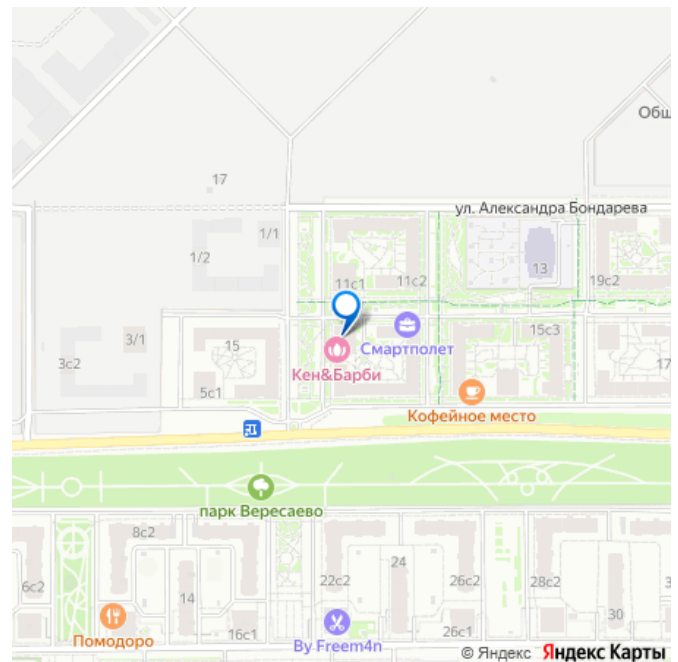 Общ
17
ул. Александра Бондарева
1/1
1/2
13
11с1
11с2
19с2
3/1
15
Смартполет
15с3
3с2
17
Кен&Барби
5с1
Кофейное место
парк Вересаево
8с2
24
6с2
22с2
26с2
28с2
3
14
30
Помодоро
16с1
By Freem4n
26с1
© Яндекс Яндекс Карты